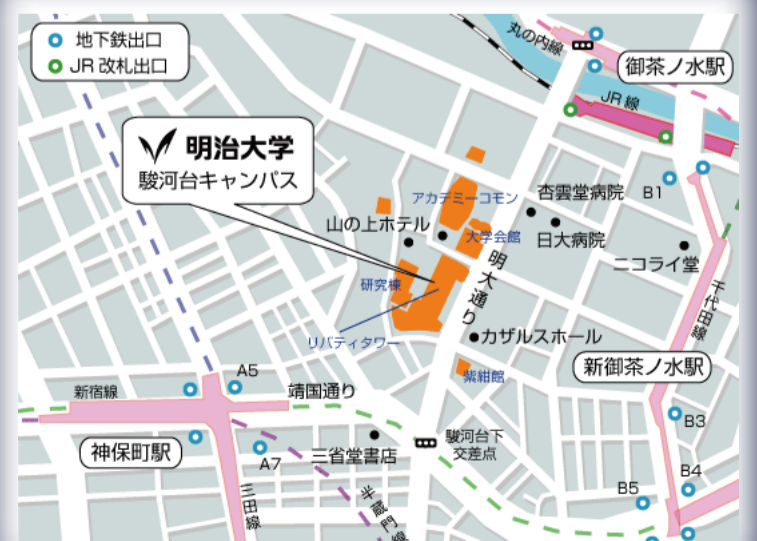 地下鉄出口
JR 改札出口
丸の内線
御茶ノ水駅
JR 線
明治大学
駿河台キャンパス
アカデミーコモン
杏雲堂病院
B1
山の上ホテル
大学会館
日大病院
ニコライ堂
明大通り
研究棟
千代田線
リバティタワー
カザルスホール
新御茶ノ水駅
紫紺館
A5
新宿線
靖国通り
B3
神保町駅
A7
三省堂書店
駿河台下
交差点
B4
B5
三田線
半蔵門線